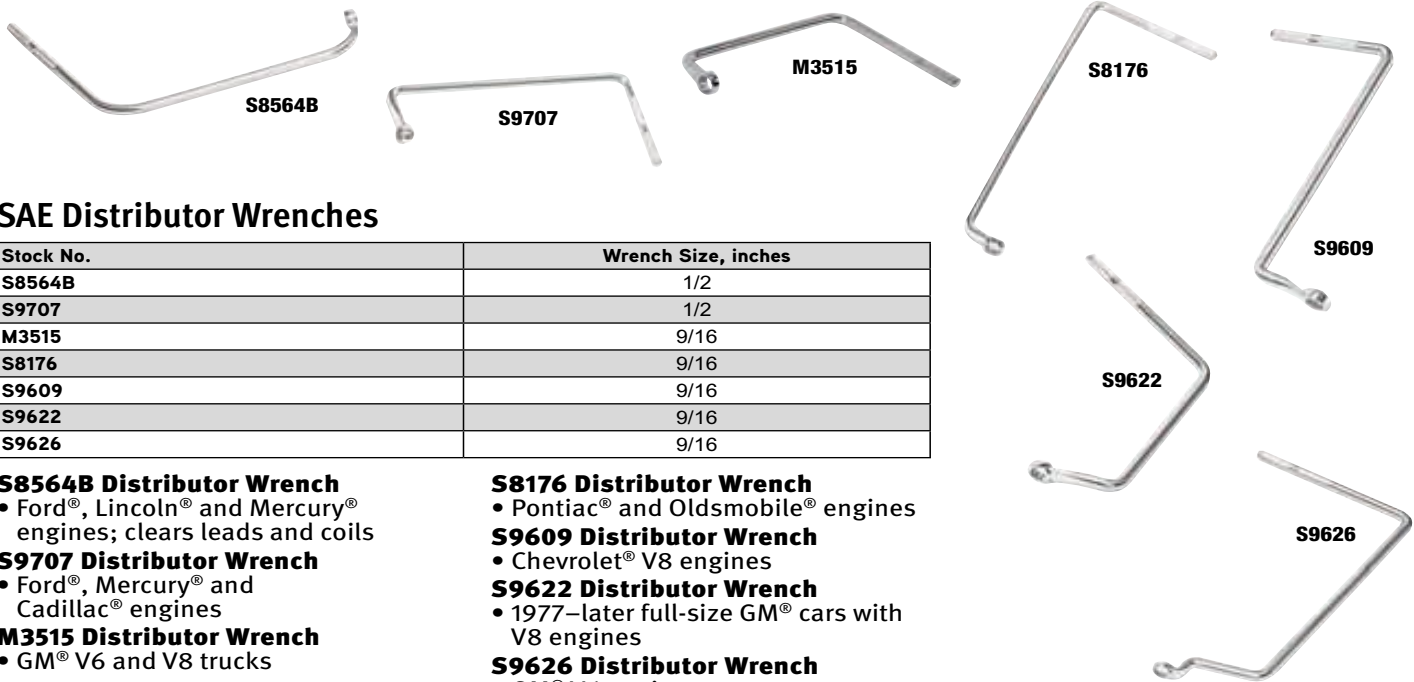 S8564B
S9707
M3515
S8176
S9609
S9622
S9626
SAE Distributor Wrenches
Stock No. Wrench Size, inches
S8564B 1/2
S9707 1/2
M3515 9/16
S8176 9/16
S9609 9/16
S9622 9/16
S9626 9/16
S8564B Distributor Wrench
• Ford®, Lincoln® and Mercury®
engines; clears leads and coils
S9707 Distributor Wrench
• Ford®, Mercury® and
Cadillac® engines
M3515 Distributor Wrench
• GM® V6 and V8 trucks
S8176 Distributor Wrench
• Pontiac® and Oldsmobile® engines
S9609 Distributor Wrench
• Chevrolet® V8 engines
S9622 Distributor Wrench
• 1977–later full-size GM® cars with
V8 engines
S9626 Distributor Wrench